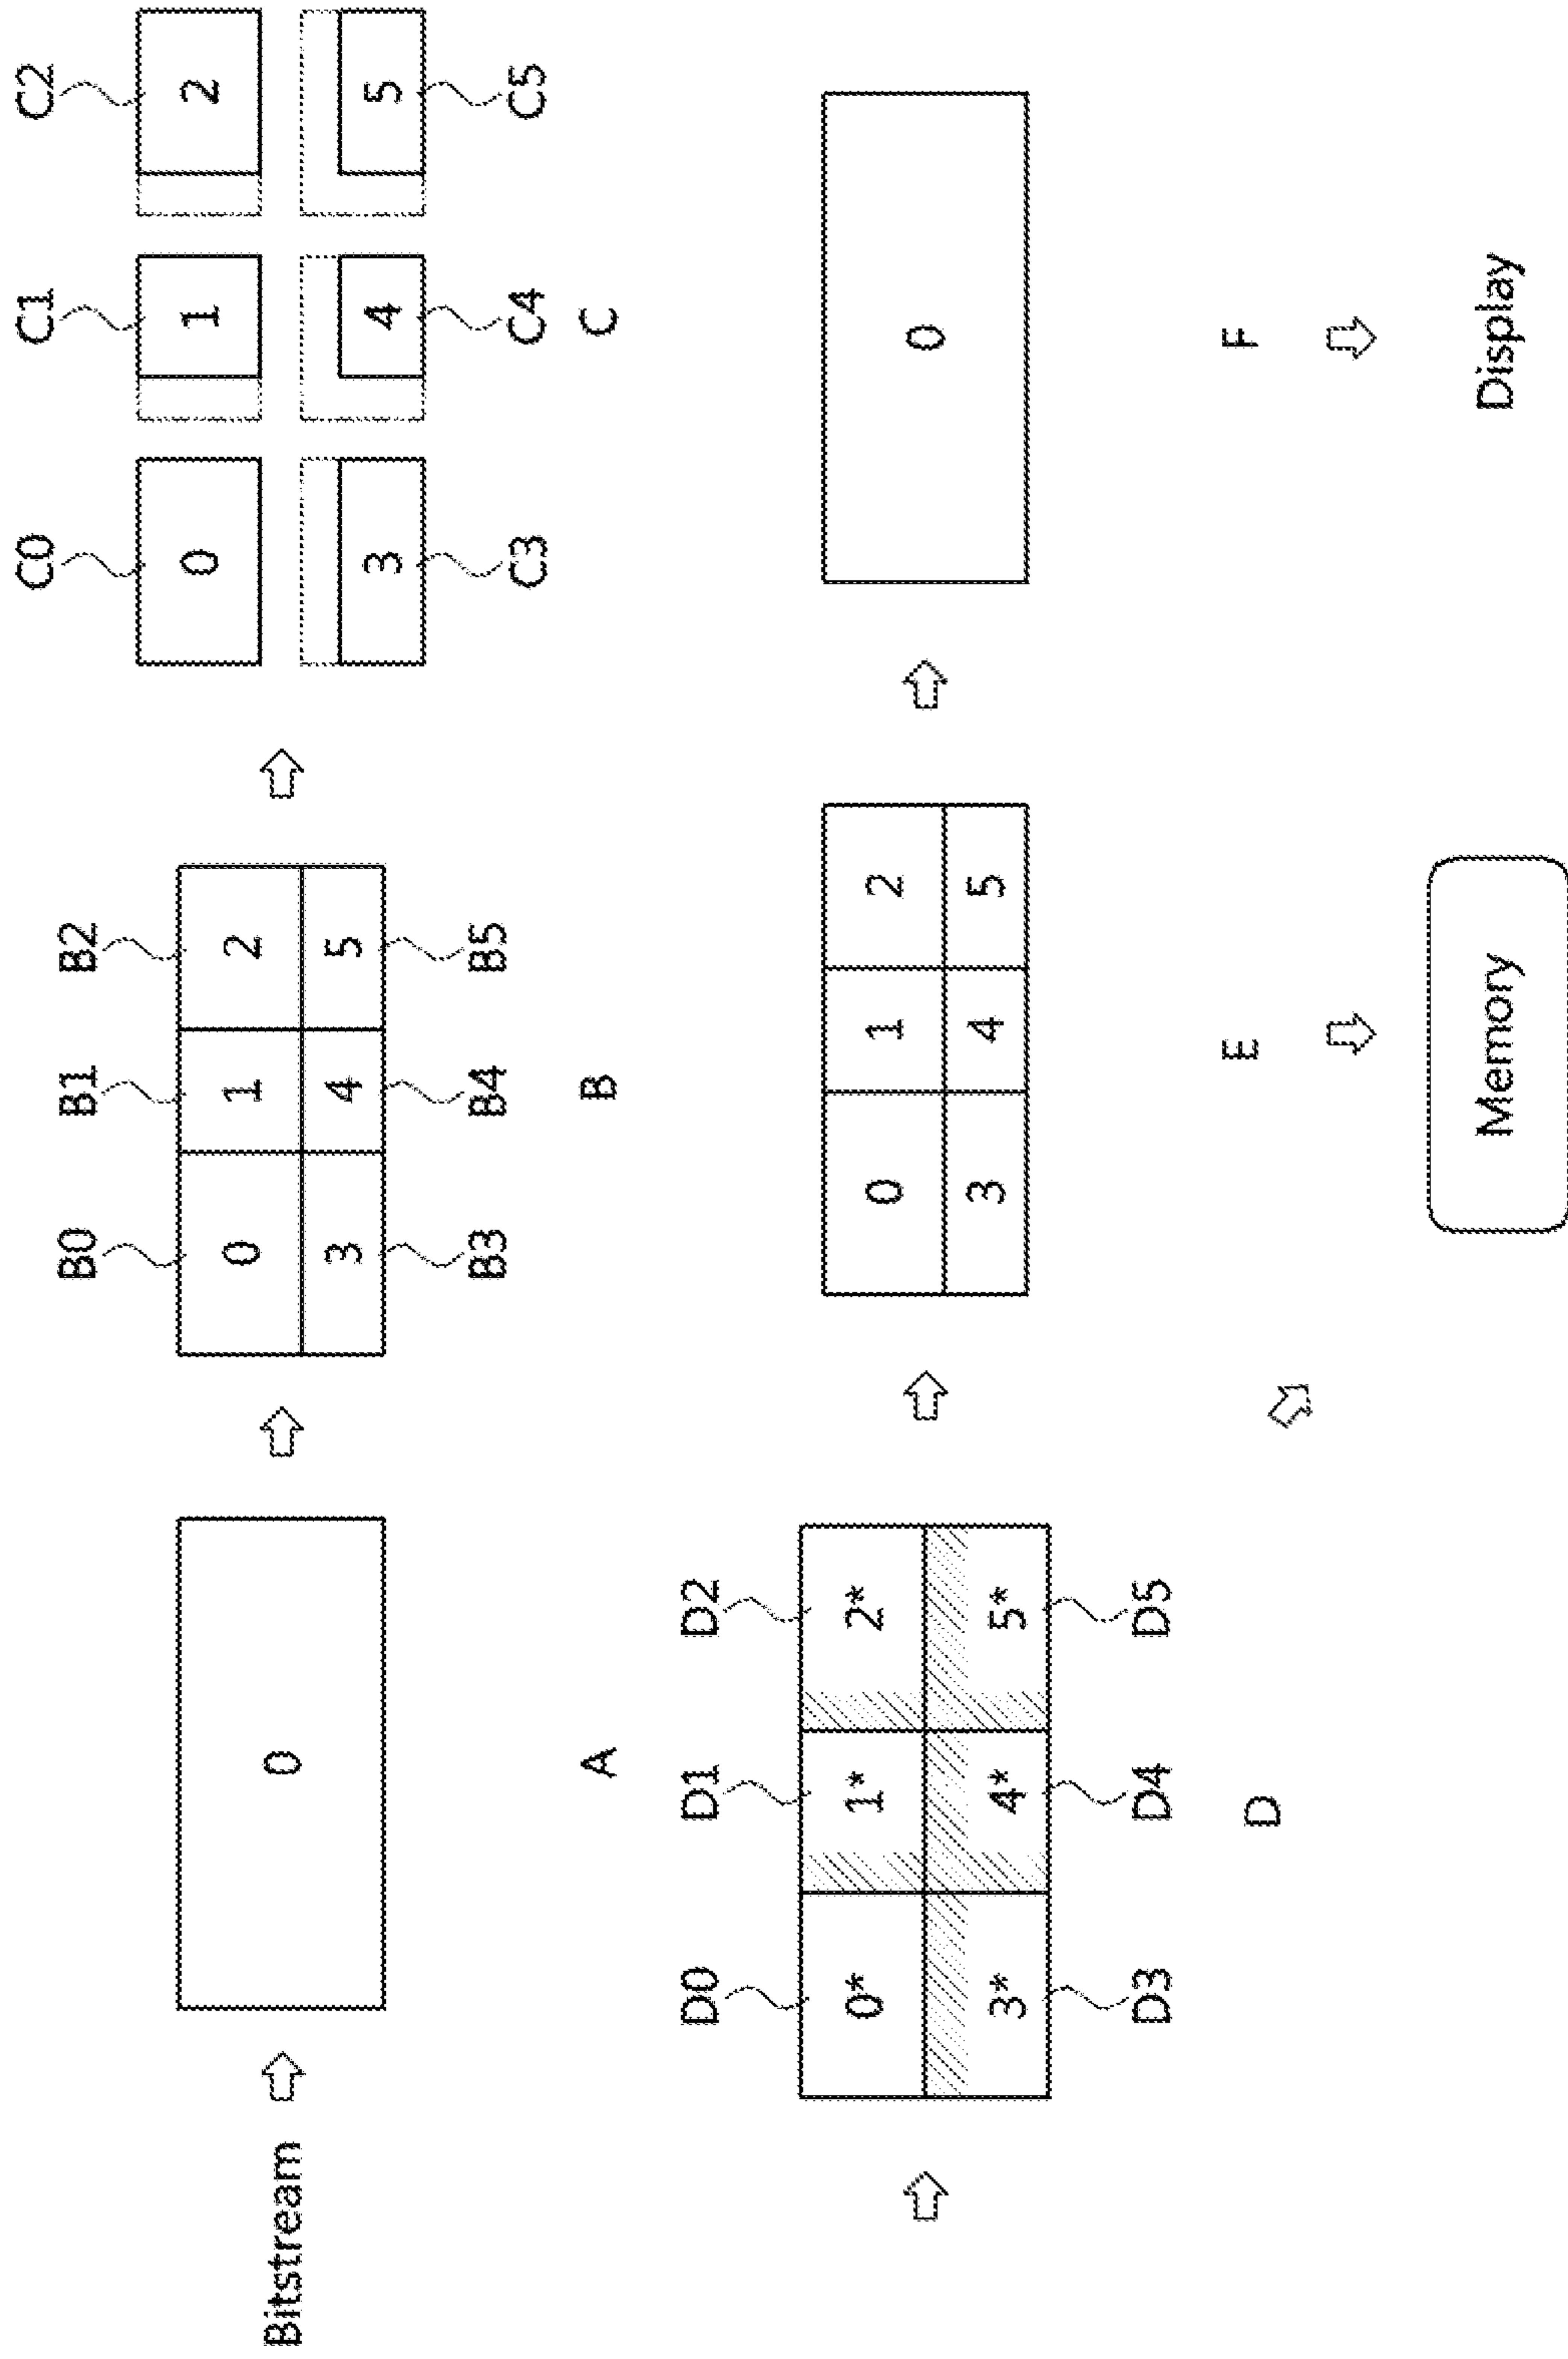 B0 B1 B2 C0 C1 C2
Bitstream 0 0 1 2 0 1 2
3 4 5 3 4 5
B3 B4 B5 C3 C4 C5
A B C
D0 D1 D2
0* 1* 2* 0 1 2 0
3* 4* 5* 3 4 5
D3 D4 D5
D E F
Memory Display